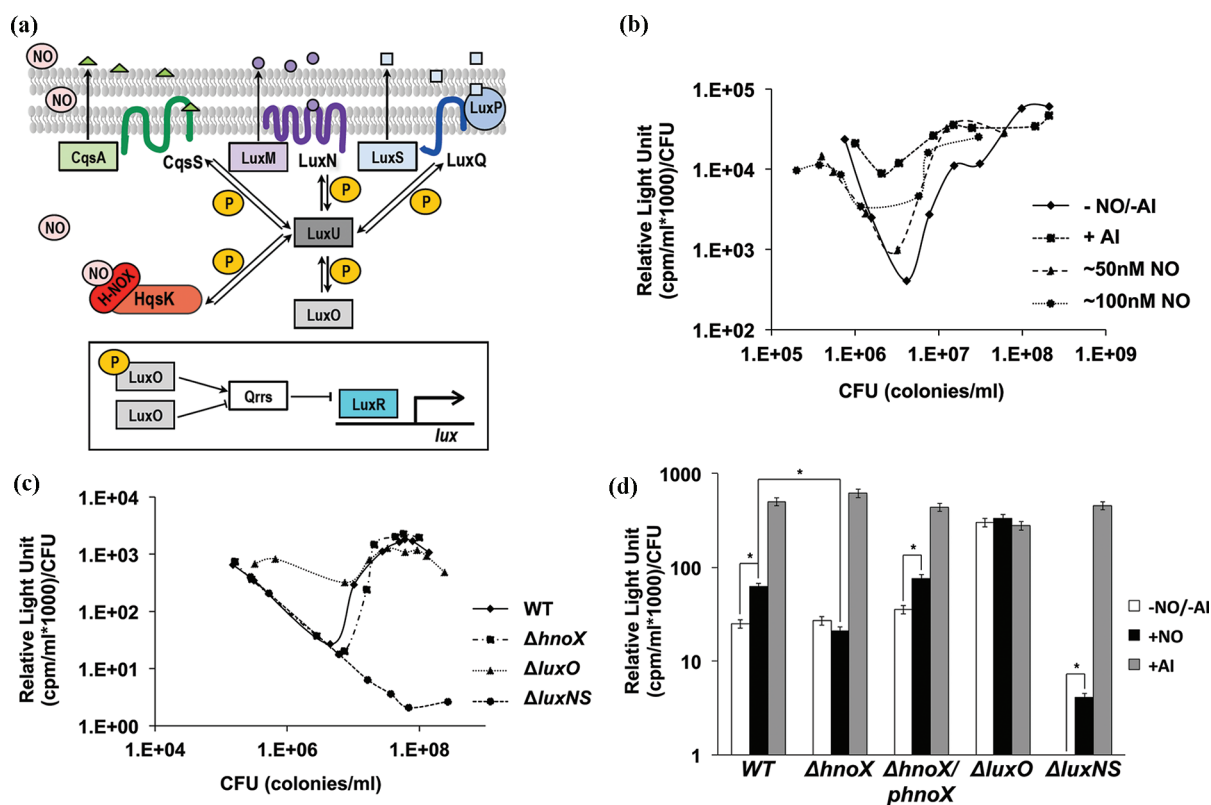 (a)
NO
NO
CqsA
CqsS
LuxM
LuxN
LuxS
LuxP
LuxQ
P
P
P
NO
LuxU
P
P
NO
H-NOX
HqsK
LuxO
P
LuxO
LuxO
Qrrs
LuxR
lux
(b)
Relative Light Unit
(cpm/ml*1000)/CFU
1.E+05
1.E+04
1.E+03
1.E+02
1.E+05 1.E+06 1.E+07 1.E+08 1.E+09
CFU (colonies/ml)
- NO/-AI
+ AI
~50nM NO
~100nM NO
(c)
Relative Light Unit
(cpm/ml*1000)/CFU
1.E+04
1.E+03
1.E+02
1.E+01
1.E+00
1.E+04 1.E+06 1.E+08
CFU (colonies/ml)
WT
ΔhnoX
ΔluxO
ΔluxNS
(d)
Relative Light Unit
(cpm/ml*1000)/CFU
1000
100
10
1
*
*
*
*
WT ΔhnoX ΔhnoX/ ΔluxO ΔluxNS
phnoX
-NO/-AI
+NO
+AI